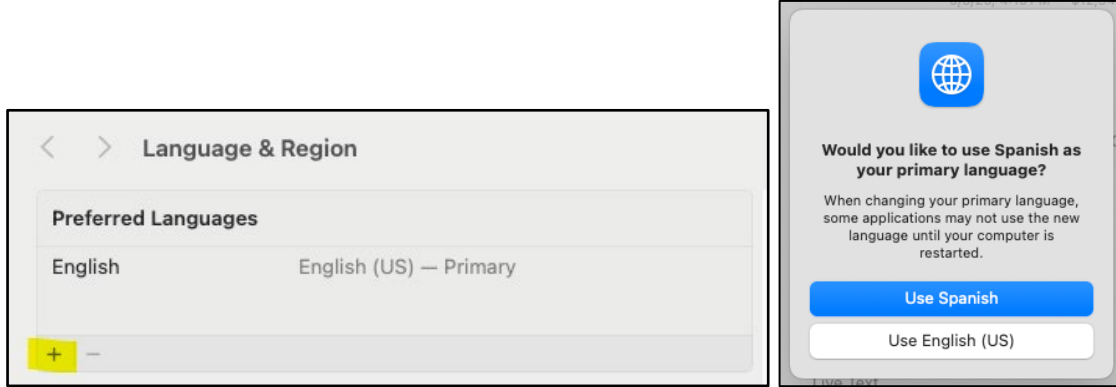 Language & Region
Preferred Languages
English English (US) — Primary
+ −
Would you like to use Spanish as
your primary language?
When changing your primary language,
some applications may not use the new
language until your computer is
restarted.
Use Spanish
Use English (US)
Live Text